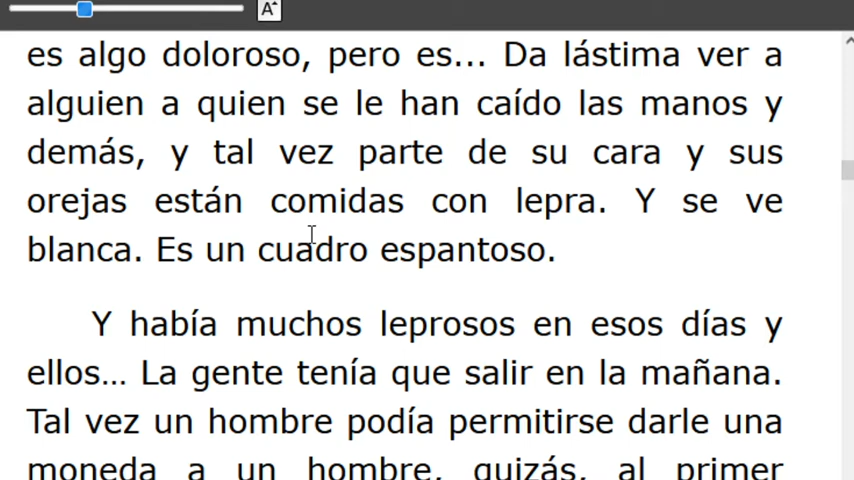 A
es algo doloroso, pero es... Da lástima ver a
alguien a quien se le han caído las manos y
demás, y tal vez parte de su cara y sus
orejas están comidas con lepra. Y se ve
blanca. Es un cuadro espantoso.
Y había muchos leprosos en esos días y
ellos... La gente tenía que salir en la mañana.
Tal vez un hombre podía permitirse darle una
moneda a un hombre, quizás, al primer